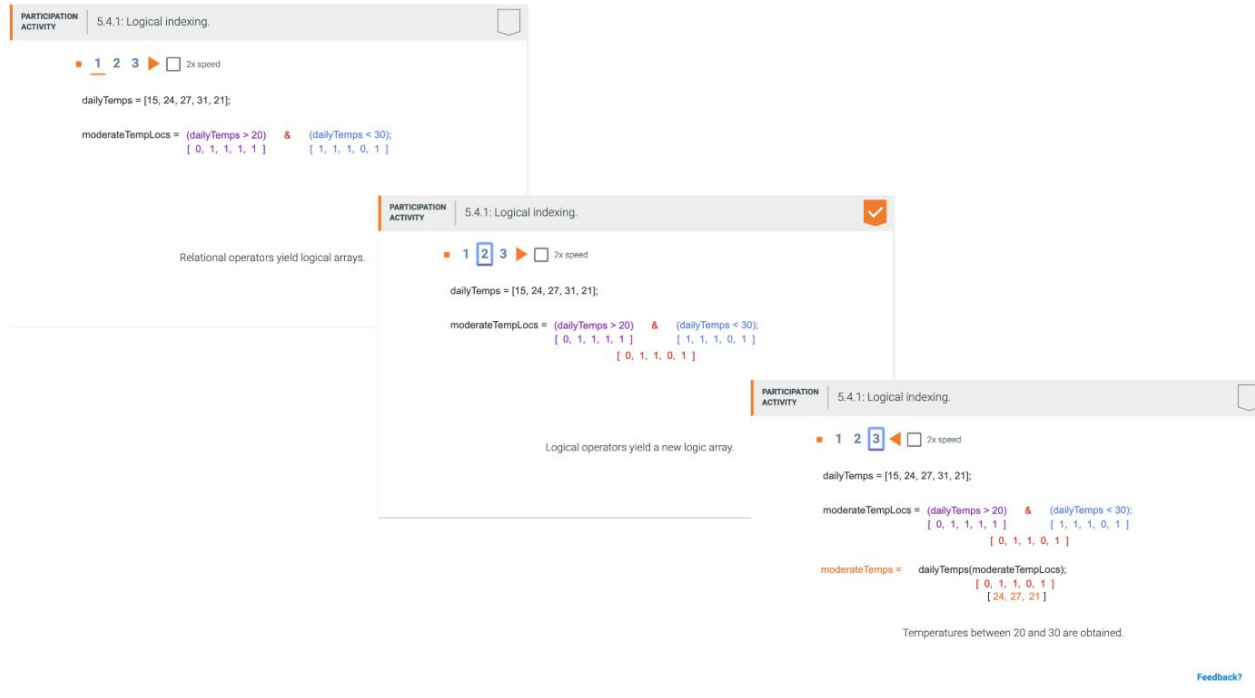 PARTICIPATION
ACTIVITY
5.4.1: Logical indexing.
1 2 3 2x speed
dailyTemps = [15, 24, 27, 31, 21];
moderateTempLocs = (dailyTemps > 20) & (dailyTemps < 30);
[ 0, 1, 1, 1, 1 ] [ 1, 1, 1, 0, 1 ]
Relational operators yield logical arrays.
PARTICIPATION
ACTIVITY
5.4.1: Logical indexing.
1 2 3 2x speed
dailyTemps = [15, 24, 27, 31, 21];
moderateTempLocs = (dailyTemps > 20) & (dailyTemps < 30);
[ 0, 1, 1, 1, 1 ] [ 1, 1, 1, 0, 1 ]
[ 0, 1, 1, 0, 1 ]
Logical operators yield a new logic array.
PARTICIPATION
ACTIVITY
5.4.1: Logical indexing.
1 2 3 2x speed
dailyTemps = [15, 24, 27, 31, 21];
moderateTempLocs = (dailyTemps > 20) & (dailyTemps < 30);
[ 0, 1, 1, 1, 1 ] [ 1, 1, 1, 0, 1 ]
[ 0, 1, 1, 0, 1 ]
moderateTemps = dailyTemps(moderateTempLocs);
[ 0, 1, 1, 0, 1 ]
[ 24, 27, 21 ]
Temperatures between 20 and 30 are obtained.
Feedback?